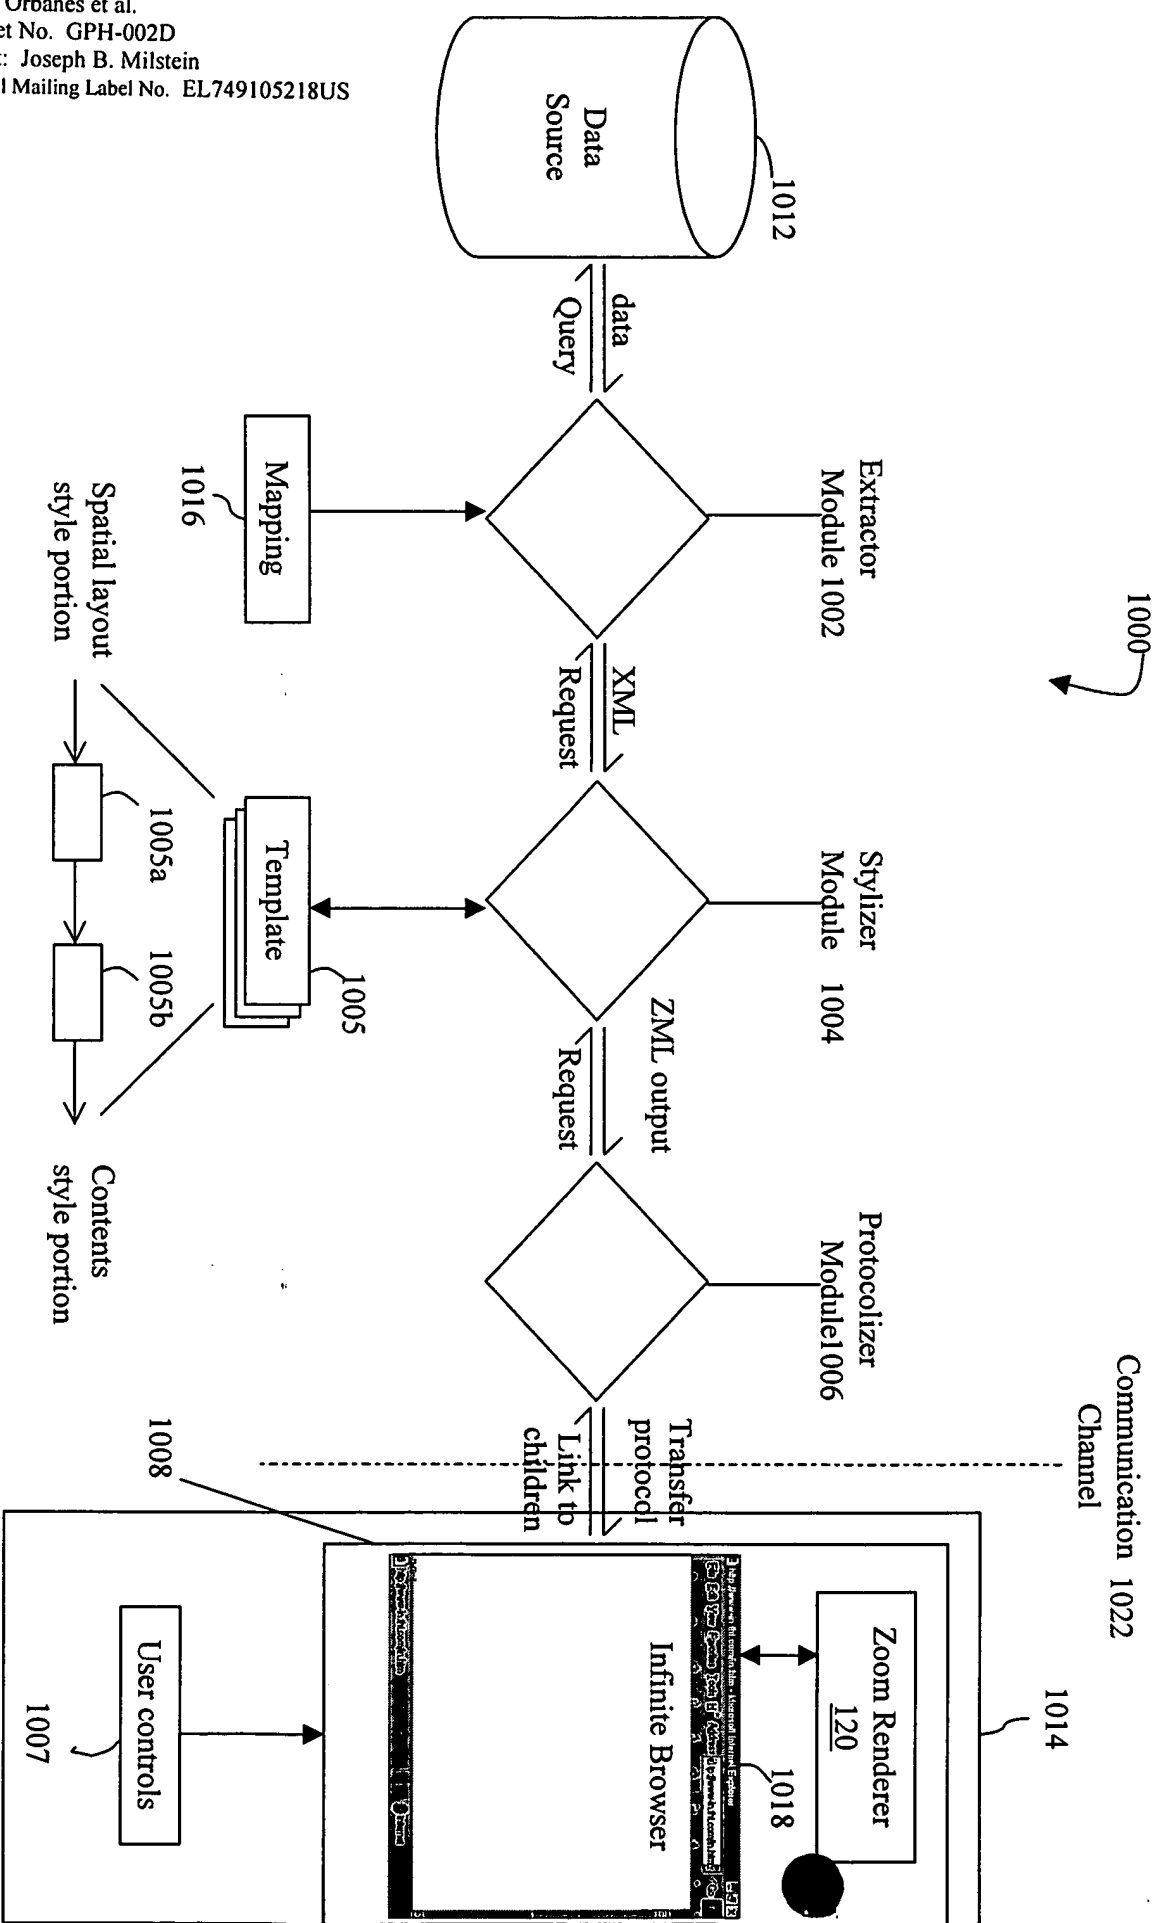 Orbanes et al.
et No. GPH-002D
: Joseph B. Milstein
l Mailing Label No. EL749105218US
1000
Communication 1022
Channel
Extractor
Module 1002
Stylizer
Module 1004
Protocolizer
Module1006
1014
1012
Data
Source
data
Query
XML
Request
ZML output
Request
Transfer
protocol
Link to
children
Zoom Renderer
120
1018
Infinite Browser
Mapping
1016
Template
1005
1008
User controls
1007
Spatial layout
style portion
1005a
1005b
Contents
style portion